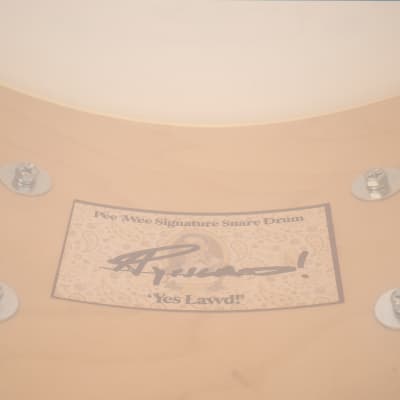 Pee .Wee Signature Snare Drum
"Yes Lawd!"